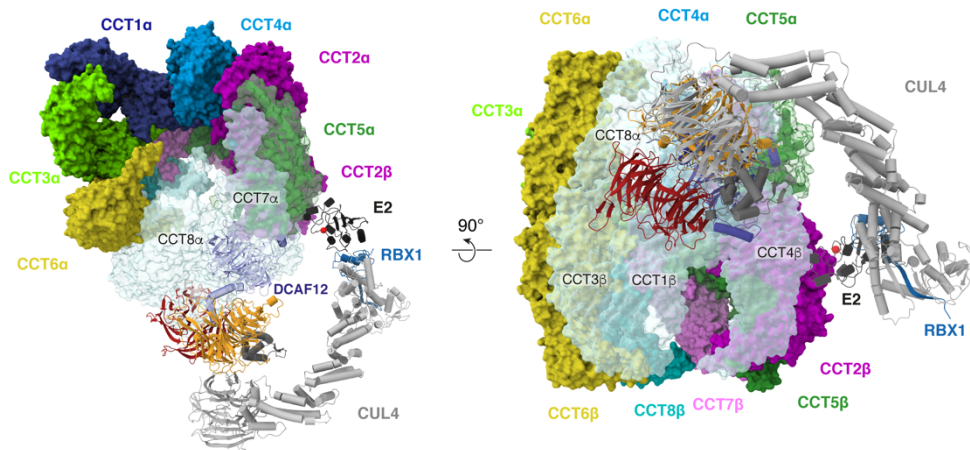 CCT1α
CCT4α
CCT2α
CCT5α
CCT2β
CCT7α
E2
CCT3α
CCT8α
RBX1
CCT6α
DCAF12
CUL4
90°
CCT6α
CCT4α
CCT5α
CUL4
CCT3α
CCT8α
CCT4β
CCT3β
CCT1β
E2
RBX1
CCT2β
CCT6β
CCT8β
CCT7β
CCT5β